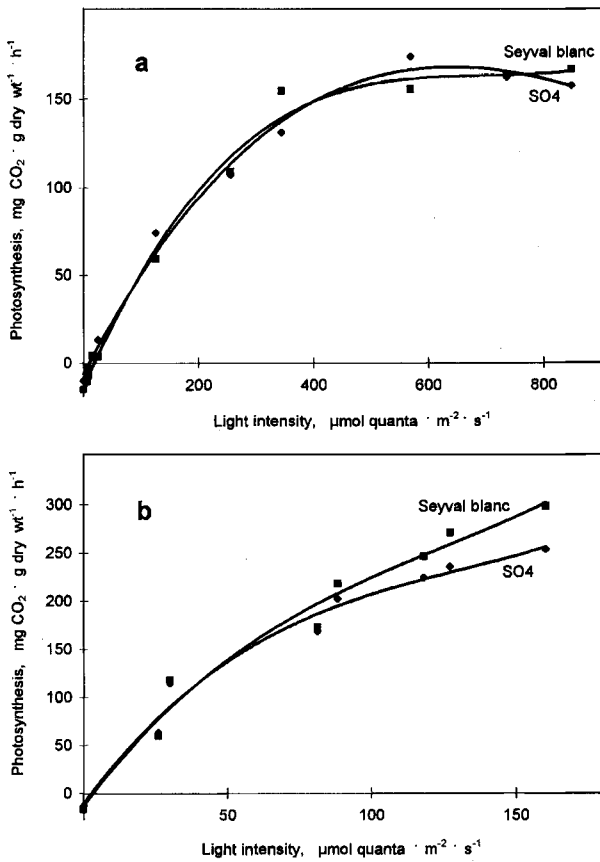 a
Seyval blanc
SO4
Photosynthesis, mg CO₂ · g dry wt⁻¹ · h⁻¹
150
100
50
0
200
400
600
800
Light intensity, µmol quanta · m⁻² · s⁻¹
b
Seyval blanc
SO4
Photosynthesis, mg CO₂ · g dry wt⁻¹ · h⁻¹
300
250
200
150
100
50
0
50
100
150
Light intensity, µmol quanta · m⁻² · s⁻¹